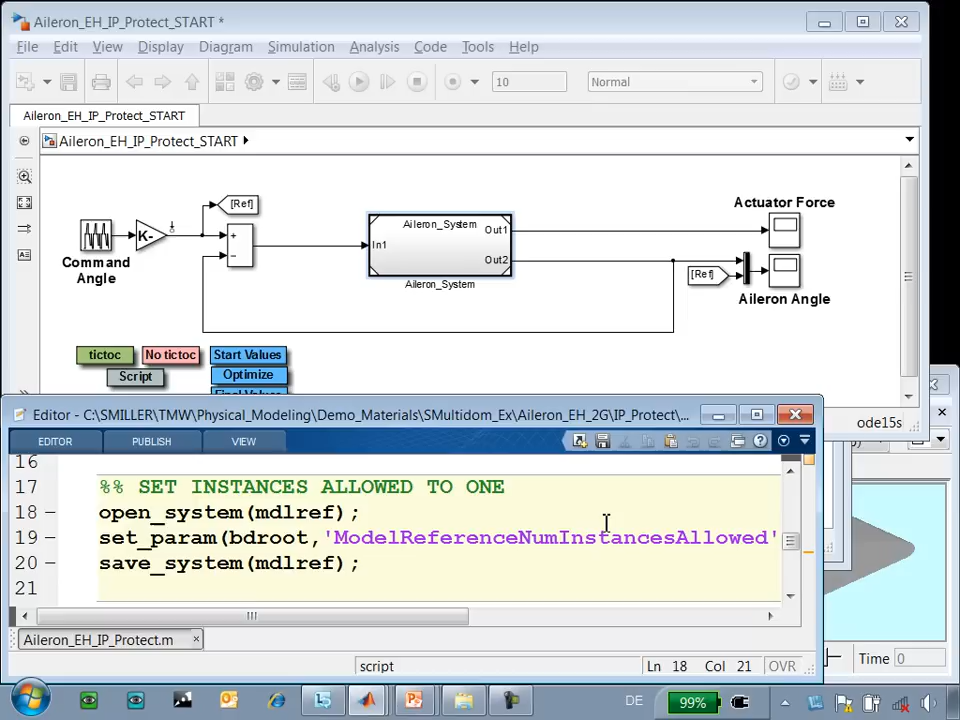 Aileron_EH_IP_Protect_START *
File Edit View Display Diagram Simulation Analysis Code Tools Help
10
Normal
Aileron_EH_IP_Protect_START
Aileron_EH_IP_Protect_START
[Ref]
Actuator Force
Aileron_System
K-
+
−
In1
Out1
Out2
Command
Angle
[Ref]
Aileron_System
Aileron Angle
tictoc
No tictoc
Start Values
Script
Optimize
ode15s
Editor - C:\SMILLER\TMW\Physical_Modeling\Demo_Materials\SMultidom_Ex\Aileron_EH_2G\IP_Protect\...
EDITOR PUBLISH VIEW
16
17 %% SET INSTANCES ALLOWED TO ONE
18 – open_system(mdlref);
19 – set_param(bdroot,'ModelReferenceNumInstancesAllowed'
20 – save_system(mdlref);
21
Aileron_EH_IP_Protect.m
script
Ln 18 Col 21 OVR
Time 0
DE
99%